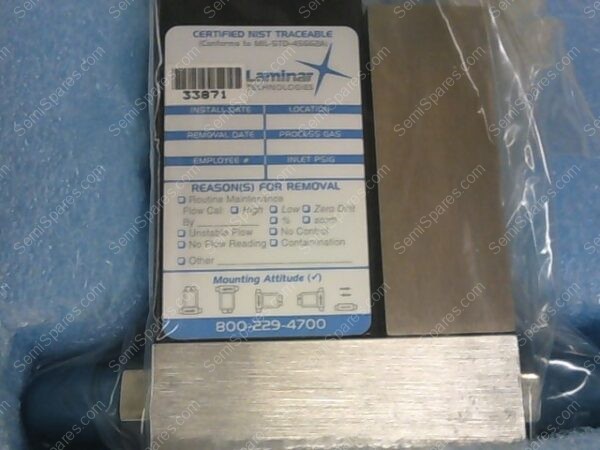 CERTIFIED NIST TRACEABLE
(Conforms to MIL-STD-45662A)
Laminar
TECHNOLOGIES
33871
INSTALL DATE LOCATION
REMOVAL DATE PROCESS GAS
EMPLOYEE # INLET PSIG
REASON(S) FOR REMOVAL
Routine Maintenance
Flow Cal: High Low Zero Drift
By % sccm
Unstable Flow No Control
No Flow Reading Contamination
Other
Mounting Attitude (✓)
800-229-4700
SemiSpares.com